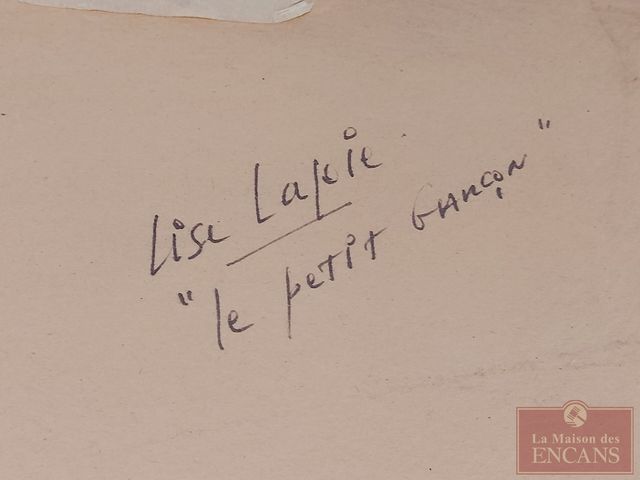 Lise Lapie
"le petit GARÇON"
La Maison des
ENCANS